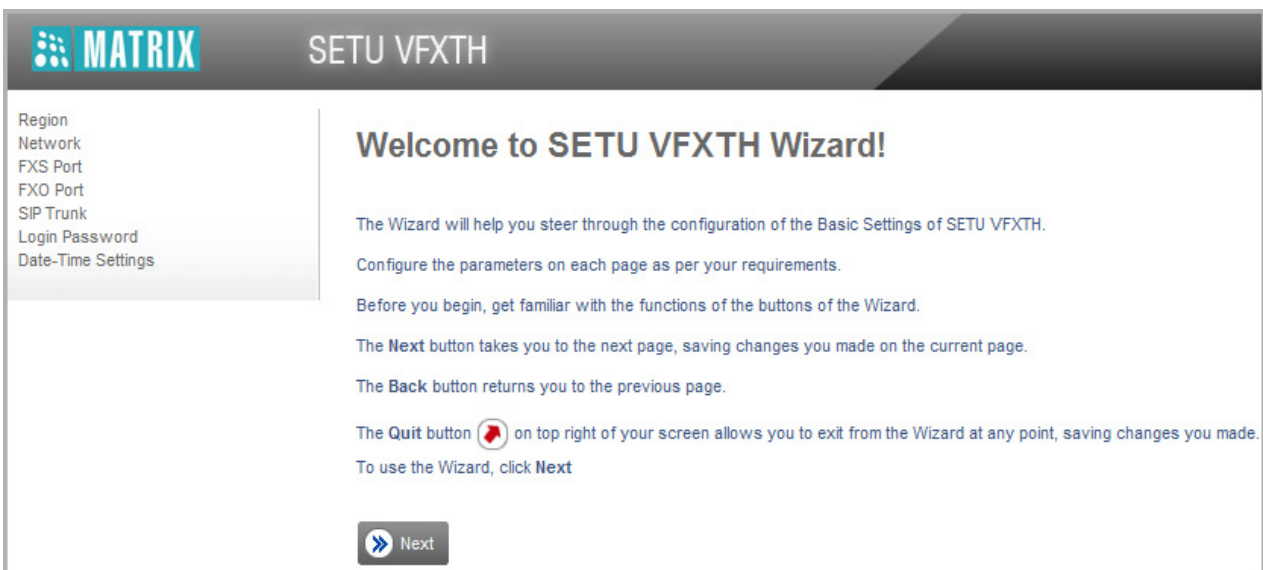 MATRIX
SETU VFXTH
Region
Network
FXS Port
FXO Port
SIP Trunk
Login Password
Date-Time Settings
Welcome to SETU VFXTH Wizard!
The Wizard will help you steer through the configuration of the Basic Settings of SETU VFXTH.
Configure the parameters on each page as per your requirements.
Before you begin, get familiar with the functions of the buttons of the Wizard.
The Next button takes you to the next page, saving changes you made on the current page.
The Back button returns you to the previous page.
The Quit button on top right of your screen allows you to exit from the Wizard at any point, saving changes you made.
To use the Wizard, click Next
Next